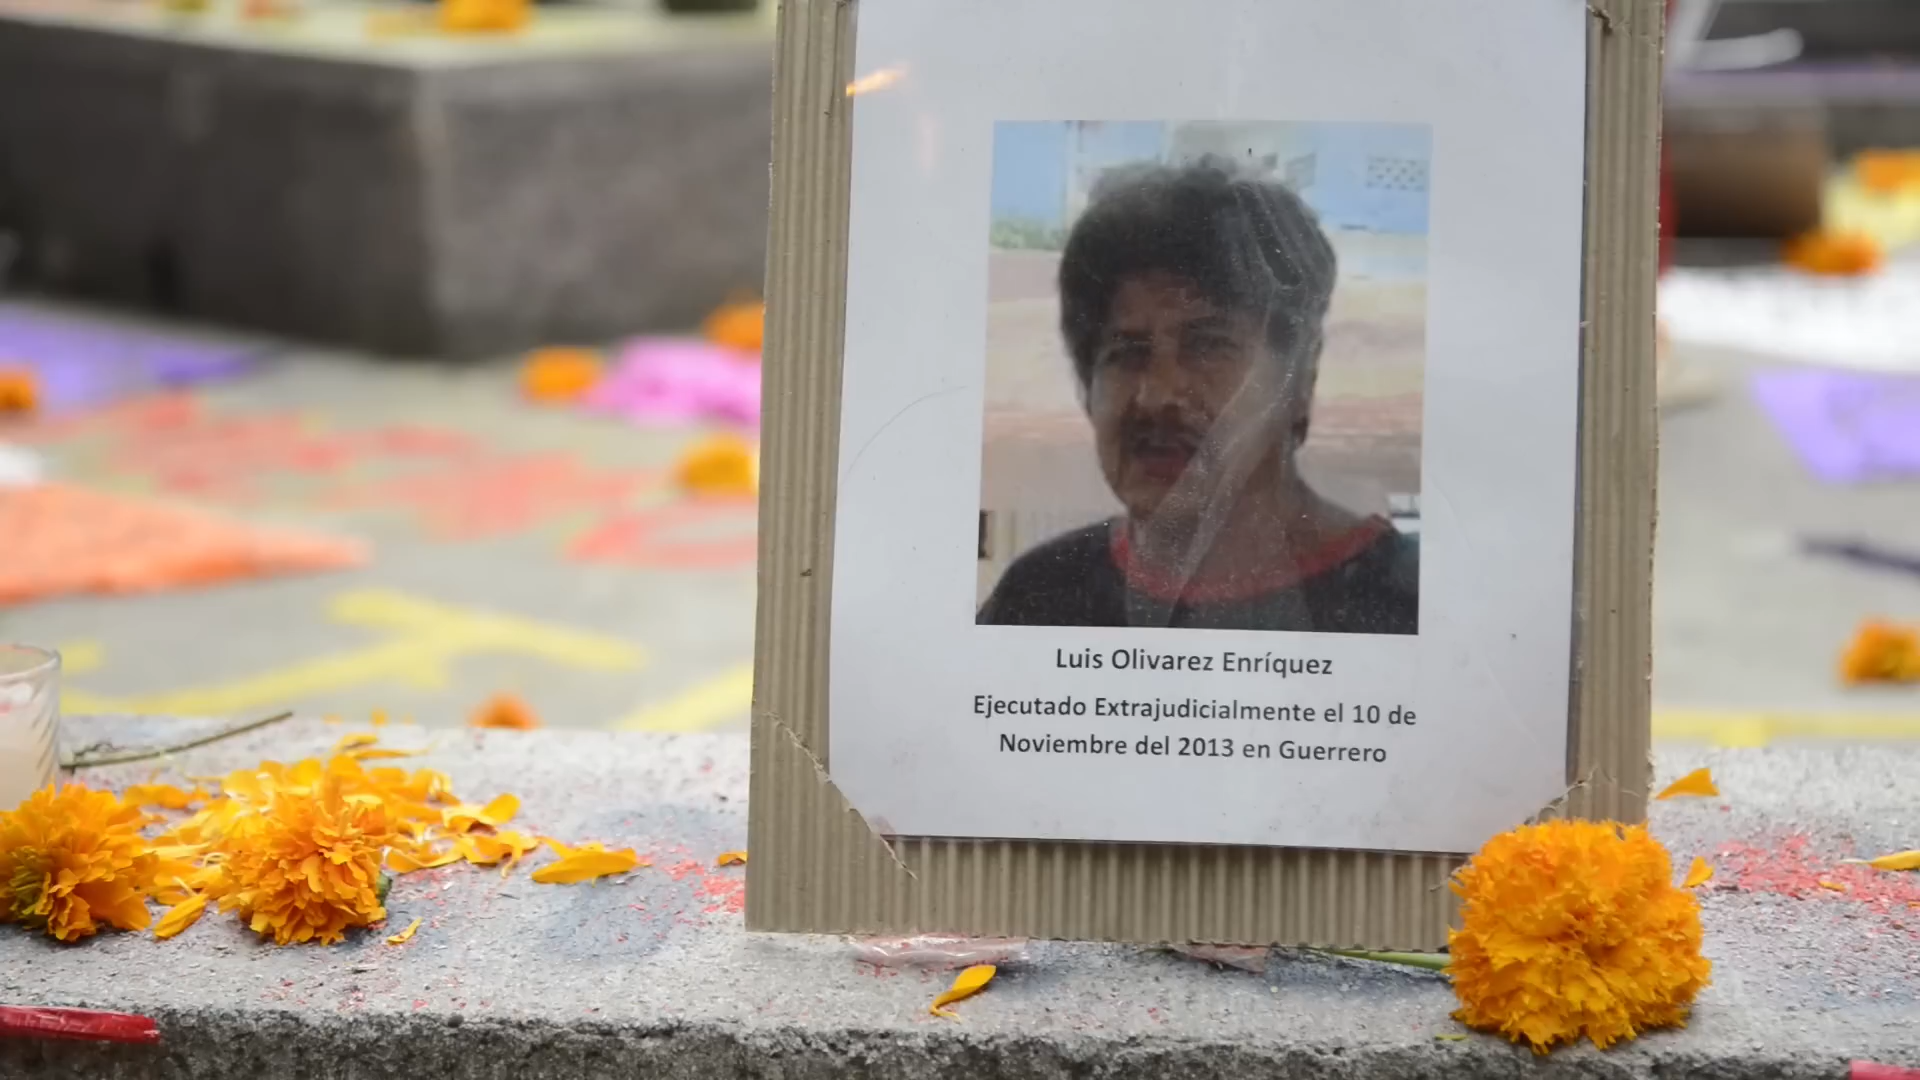 Luis Olivarez Enríquez
Ejecutado Extrajudicialmente el 10 de
Noviembre del 2013 en Guerrero